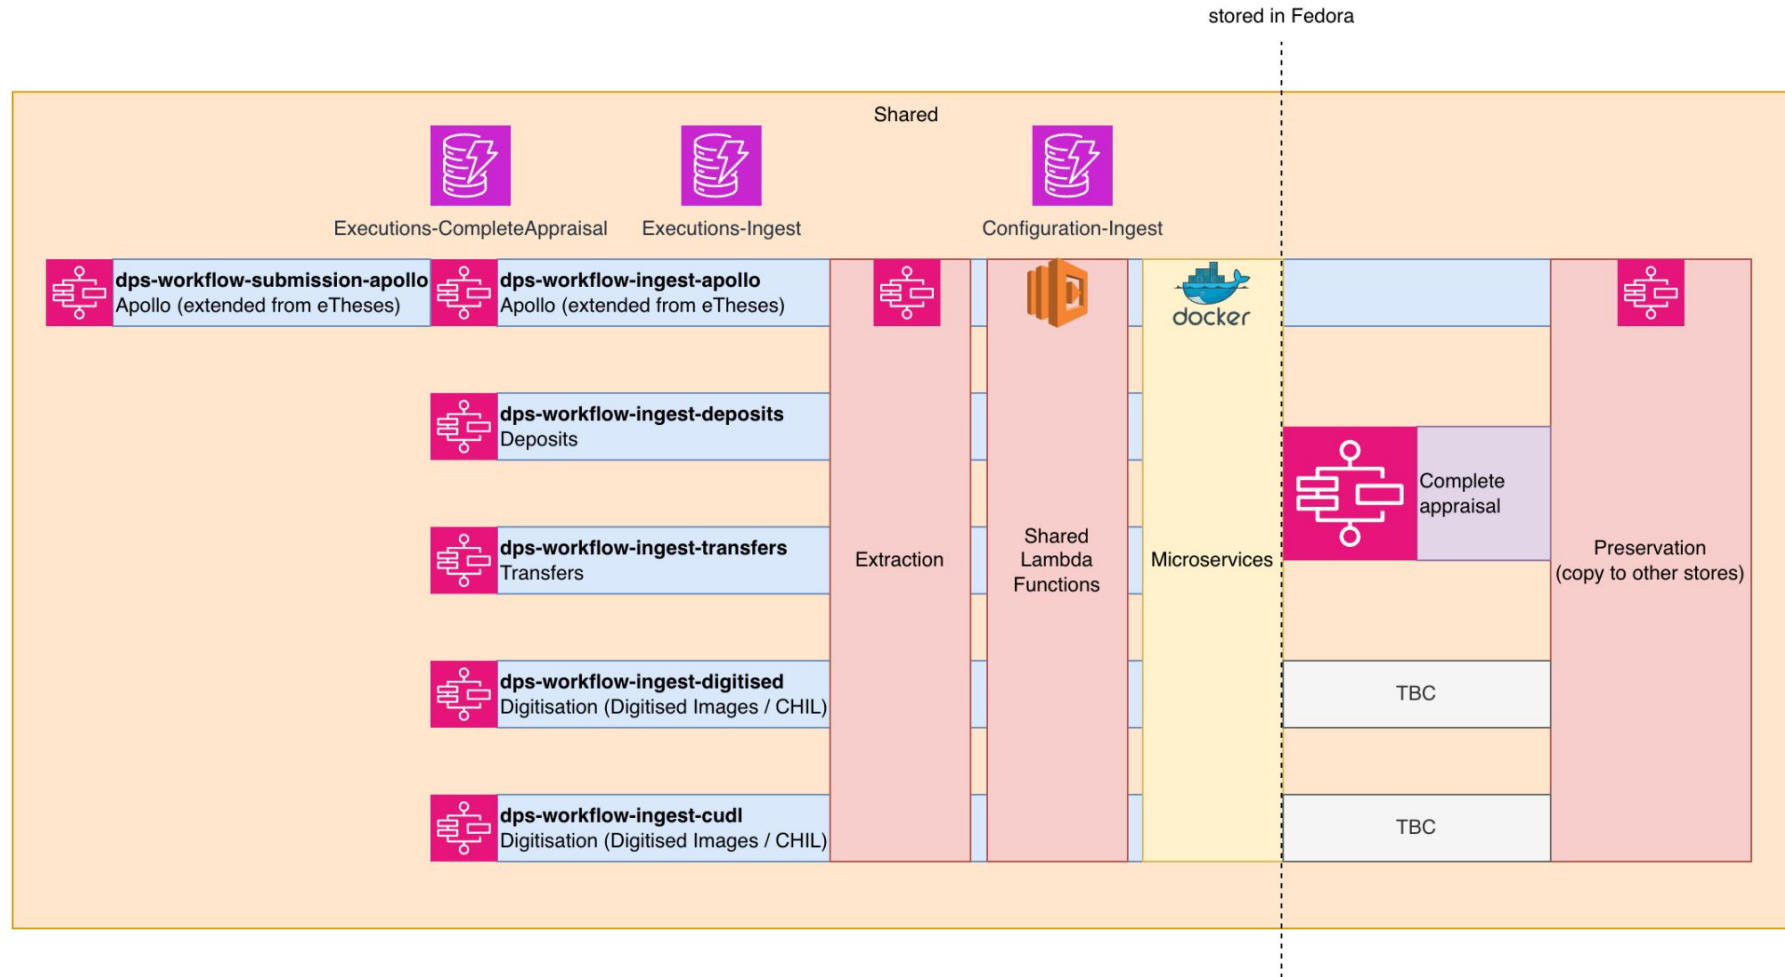 stored in Fedora
Shared
Executions-CompleteAppraisal
Executions-Ingest
Configuration-Ingest
dps-workflow-submission-apollo
Apollo (extended from eTheses)
dps-workflow-ingest-apollo
Apollo (extended from eTheses)
docker
dps-workflow-ingest-deposits
Deposits
Complete
appraisal
dps-workflow-ingest-transfers
Transfers
Extraction
Shared
Lambda
Functions
Microservices
Preservation
(copy to other stores)
dps-workflow-ingest-digitised
Digitisation (Digitised Images / CHIL)
TBC
dps-workflow-ingest-cudl
Digitisation (Digitised Images / CHIL)
TBC